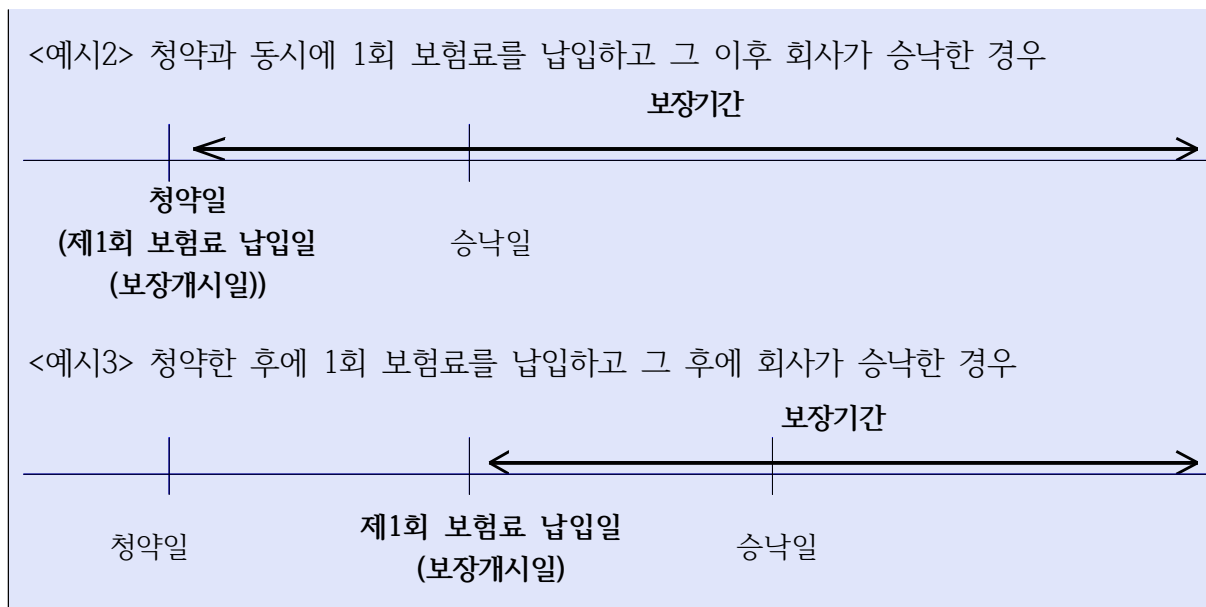 <예시2> 청약과 동시에 1회 보험료를 납입하고 그 이후 회사가 승낙한 경우
보장기간
청약일
(제1회 보험료 납입일
(보장개시일))
승낙일
<예시3> 청약한 후에 1회 보험료를 납입하고 그 후에 회사가 승낙한 경우
보장기간
청약일
제1회 보험료 납입일
(보장개시일)
승낙일